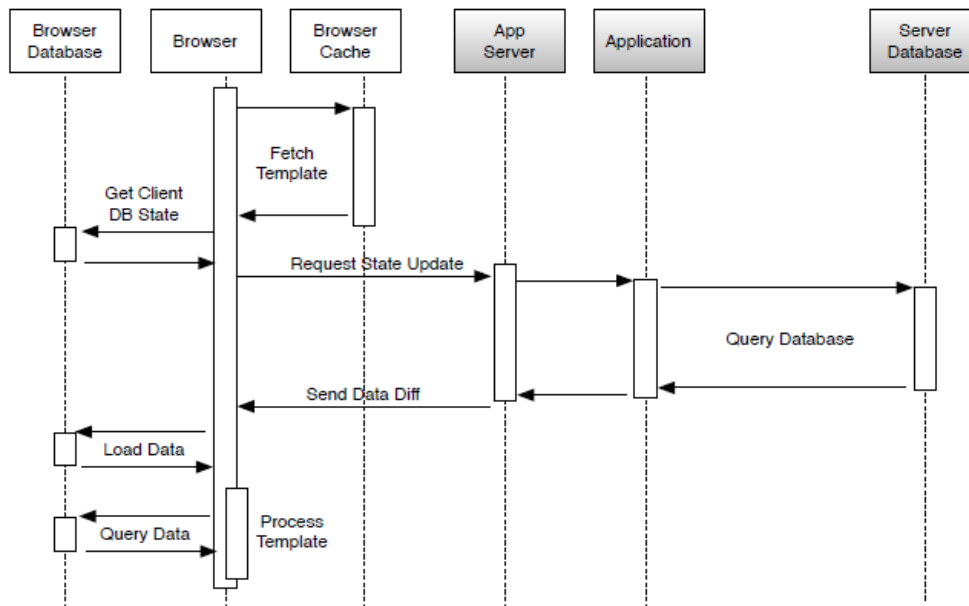 Browser
Database
Browser
Browser
Cache
App
Server
Application
Server
Database
Fetch
Template
Get Client
DB State
Request State Update
Query Database
Send Data Diff
Load Data
Query Data
Process
Template